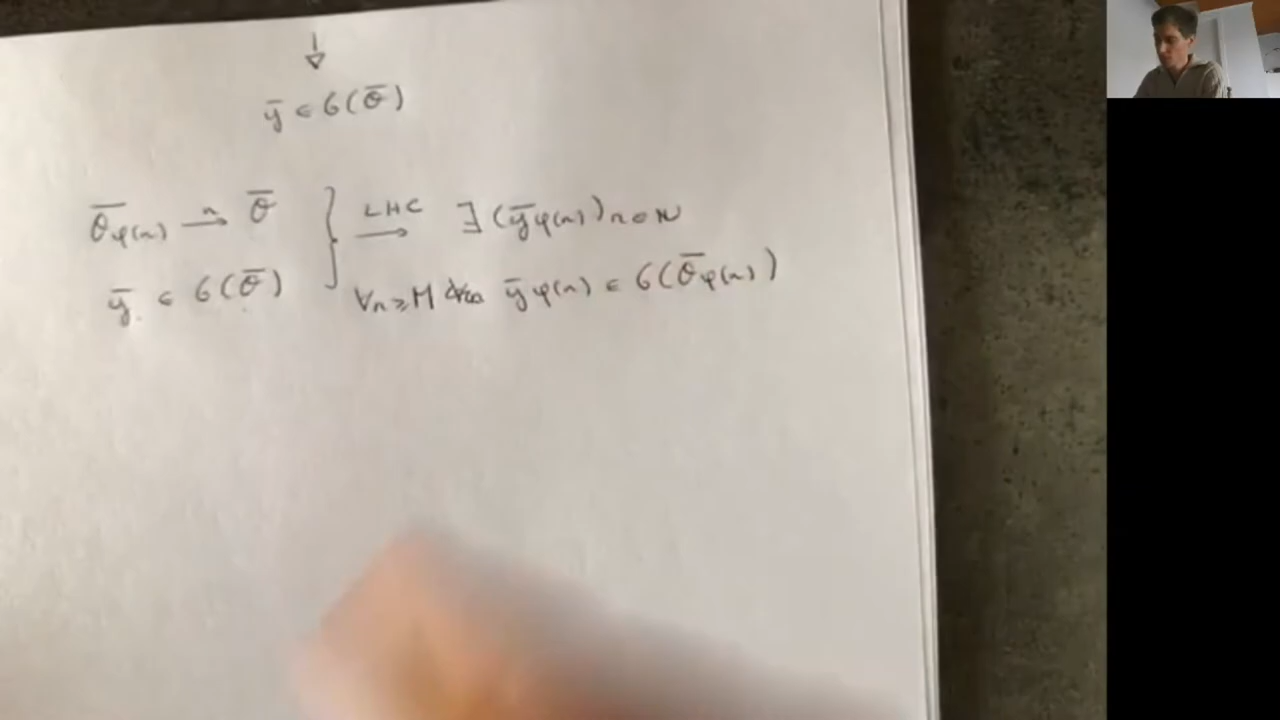 ↓
ȳ ∈ G(θ̄)
θ̄φ(n) →ⁿ θ̄ } LHC → ∃ (ȳφ(n))n∈N
ȳ ∈ G(θ̄) ∀n≥M ȳφ(n) ∈ G(θ̄φ(n))